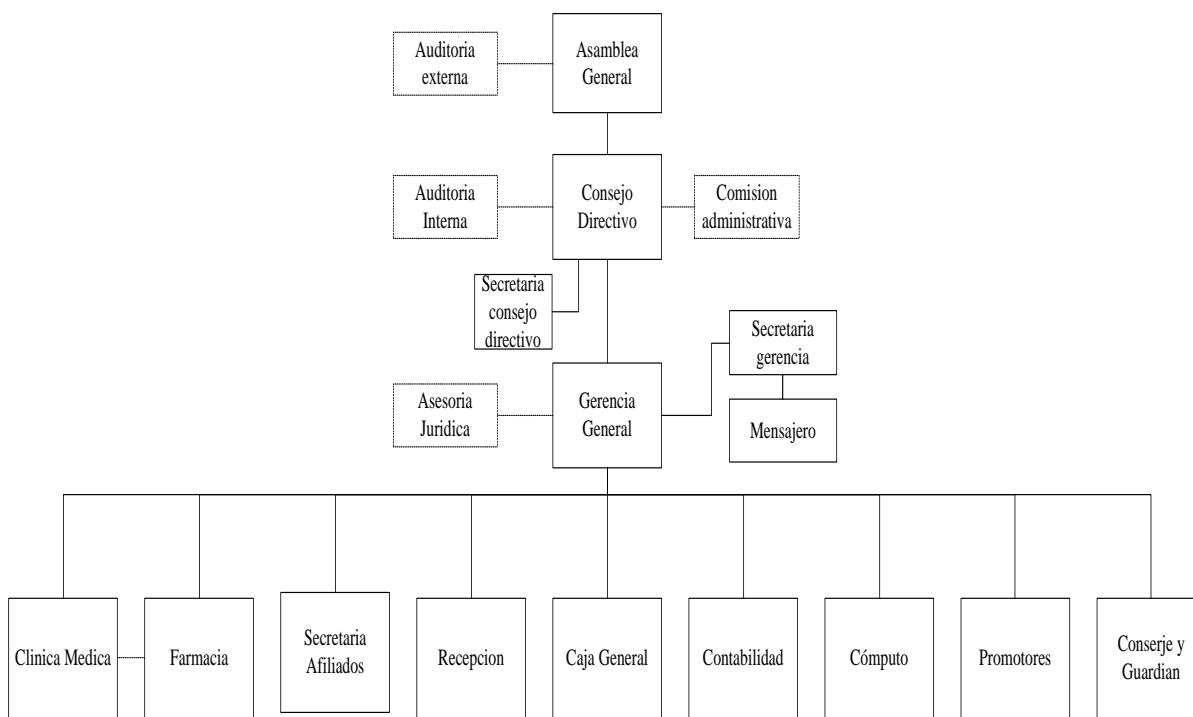 Auditoria
externa
Asamblea
General
Auditoria
Interna
Consejo
Directivo
Comision
administrativa
Secretaria
consejo
directivo
Secretaria
gerencia
Asesoria
Juridica
Gerencia
General
Mensajero
Clinica Medica
Farmacia
Secretaria
Afiliados
Recepcion
Caja General
Contabilidad
Cómputo
Promotores
Conserje y
Guardian